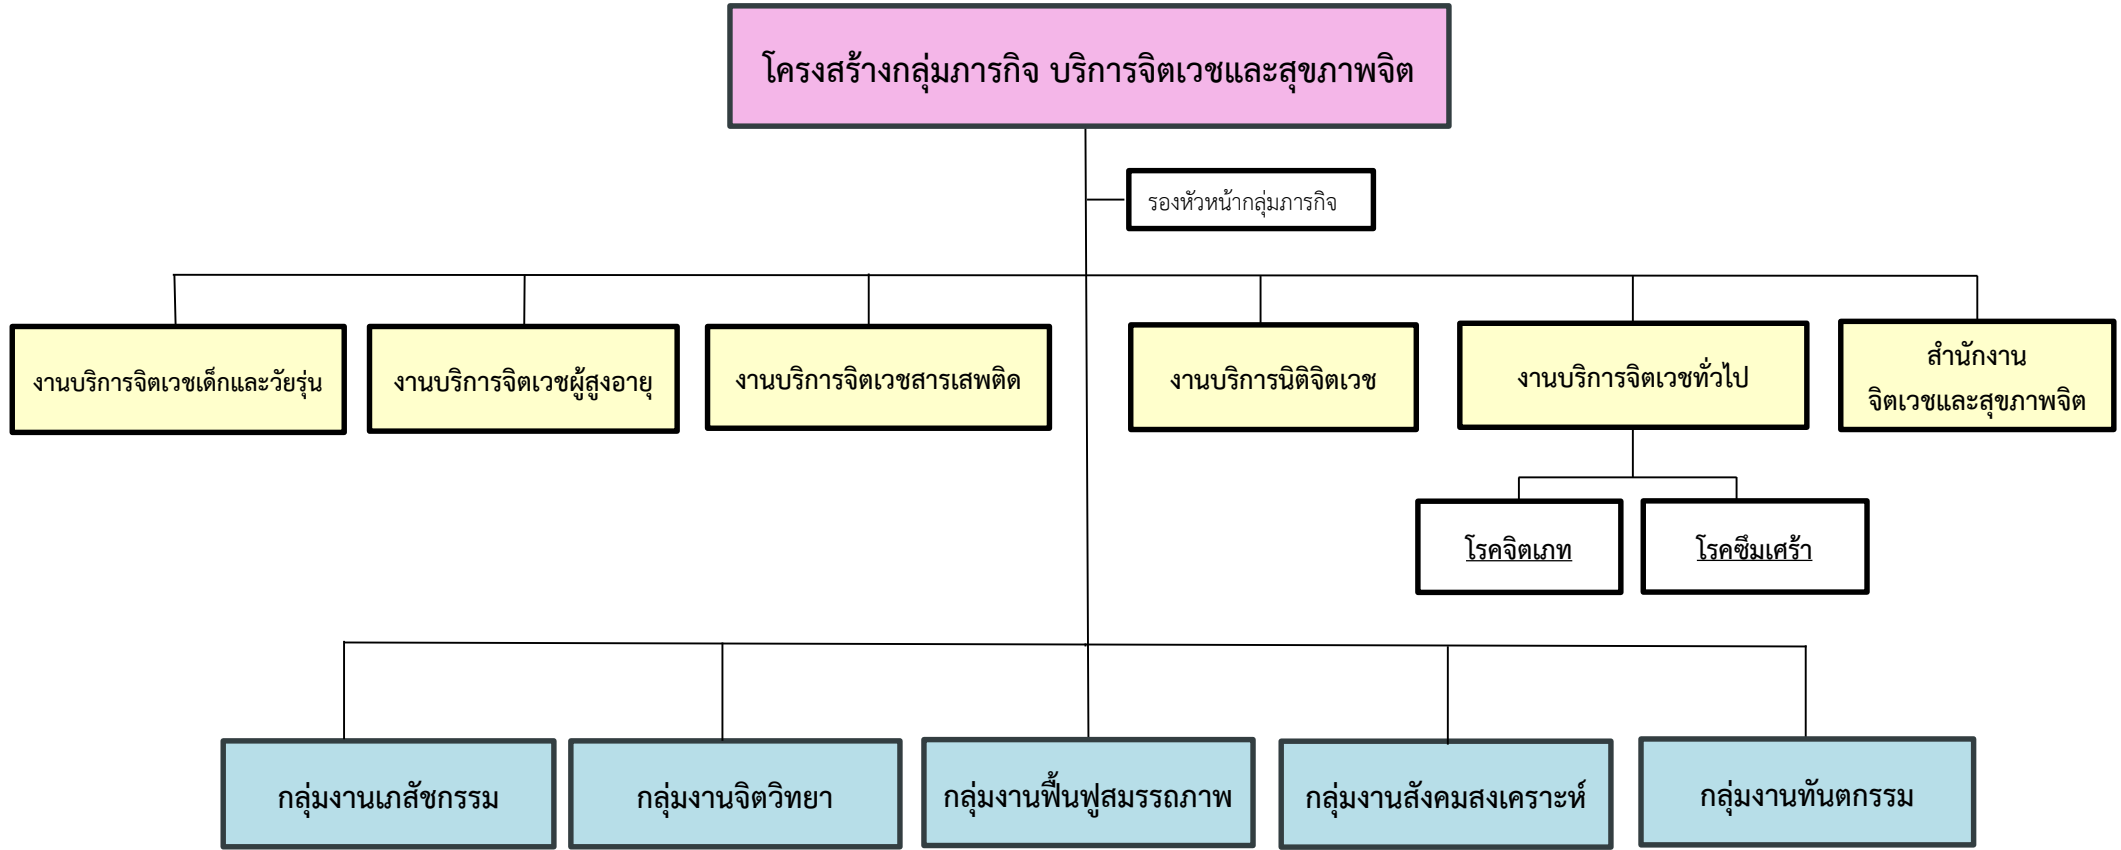 โครงสร้างกลุ่มภารกิจ บริการจิตเวชและสุขภาพจิต
รองหัวหน้ากลุ่มภารกิจ
งานบริการจิตเวชเด็กและวัยรุ่น
งานบริการจิตเวชผู้สูงอายุ
งานบริการจิตเวชสารเสพติด
งานบริการนิติจิตเวช
งานบริการจิตเวชทั่วไป
สำนักงาน
จิตเวชและสุขภาพจิต
โรคจิตเภท
โรคซึมเศร้า
กลุ่มงานเภสัชกรรม
กลุ่มงานจิตวิทยา
กลุ่มงานฟื้นฟูสมรรถภาพ
กลุ่มงานสังคมสงเคราะห์
กลุ่มงานทันตกรรม